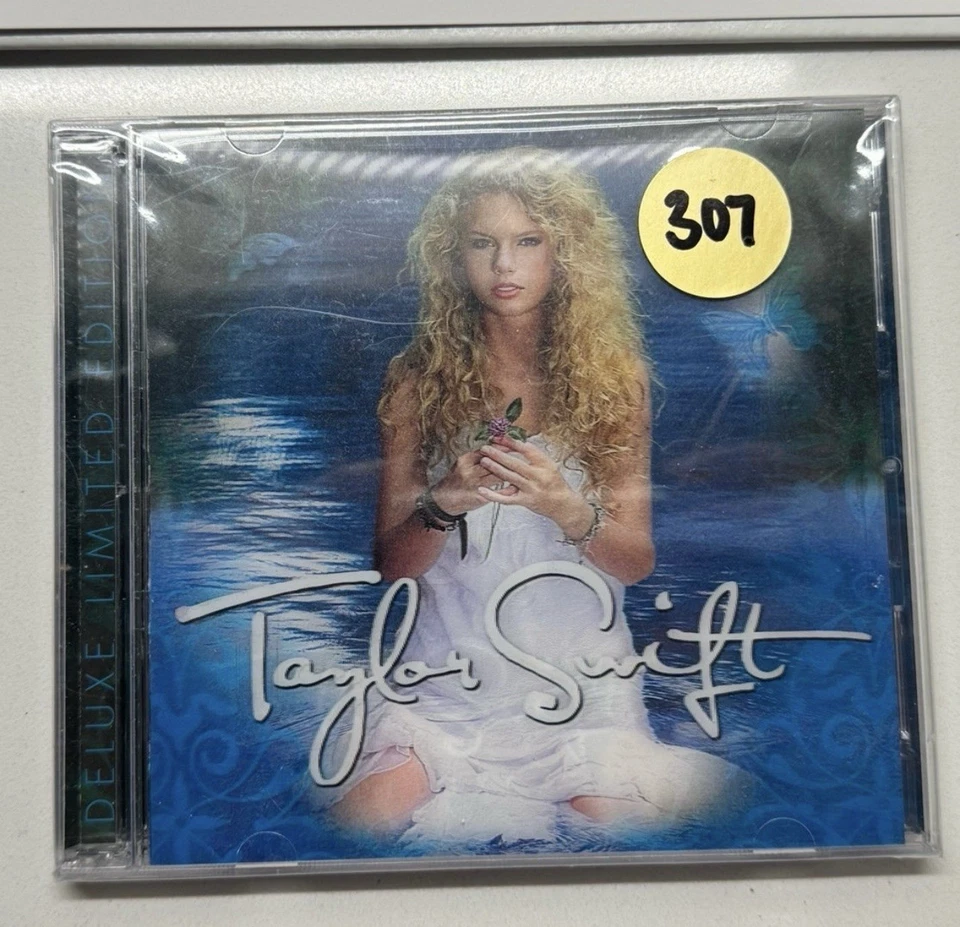 307
DELUXE LIMITED EDITION
Taylor Swift